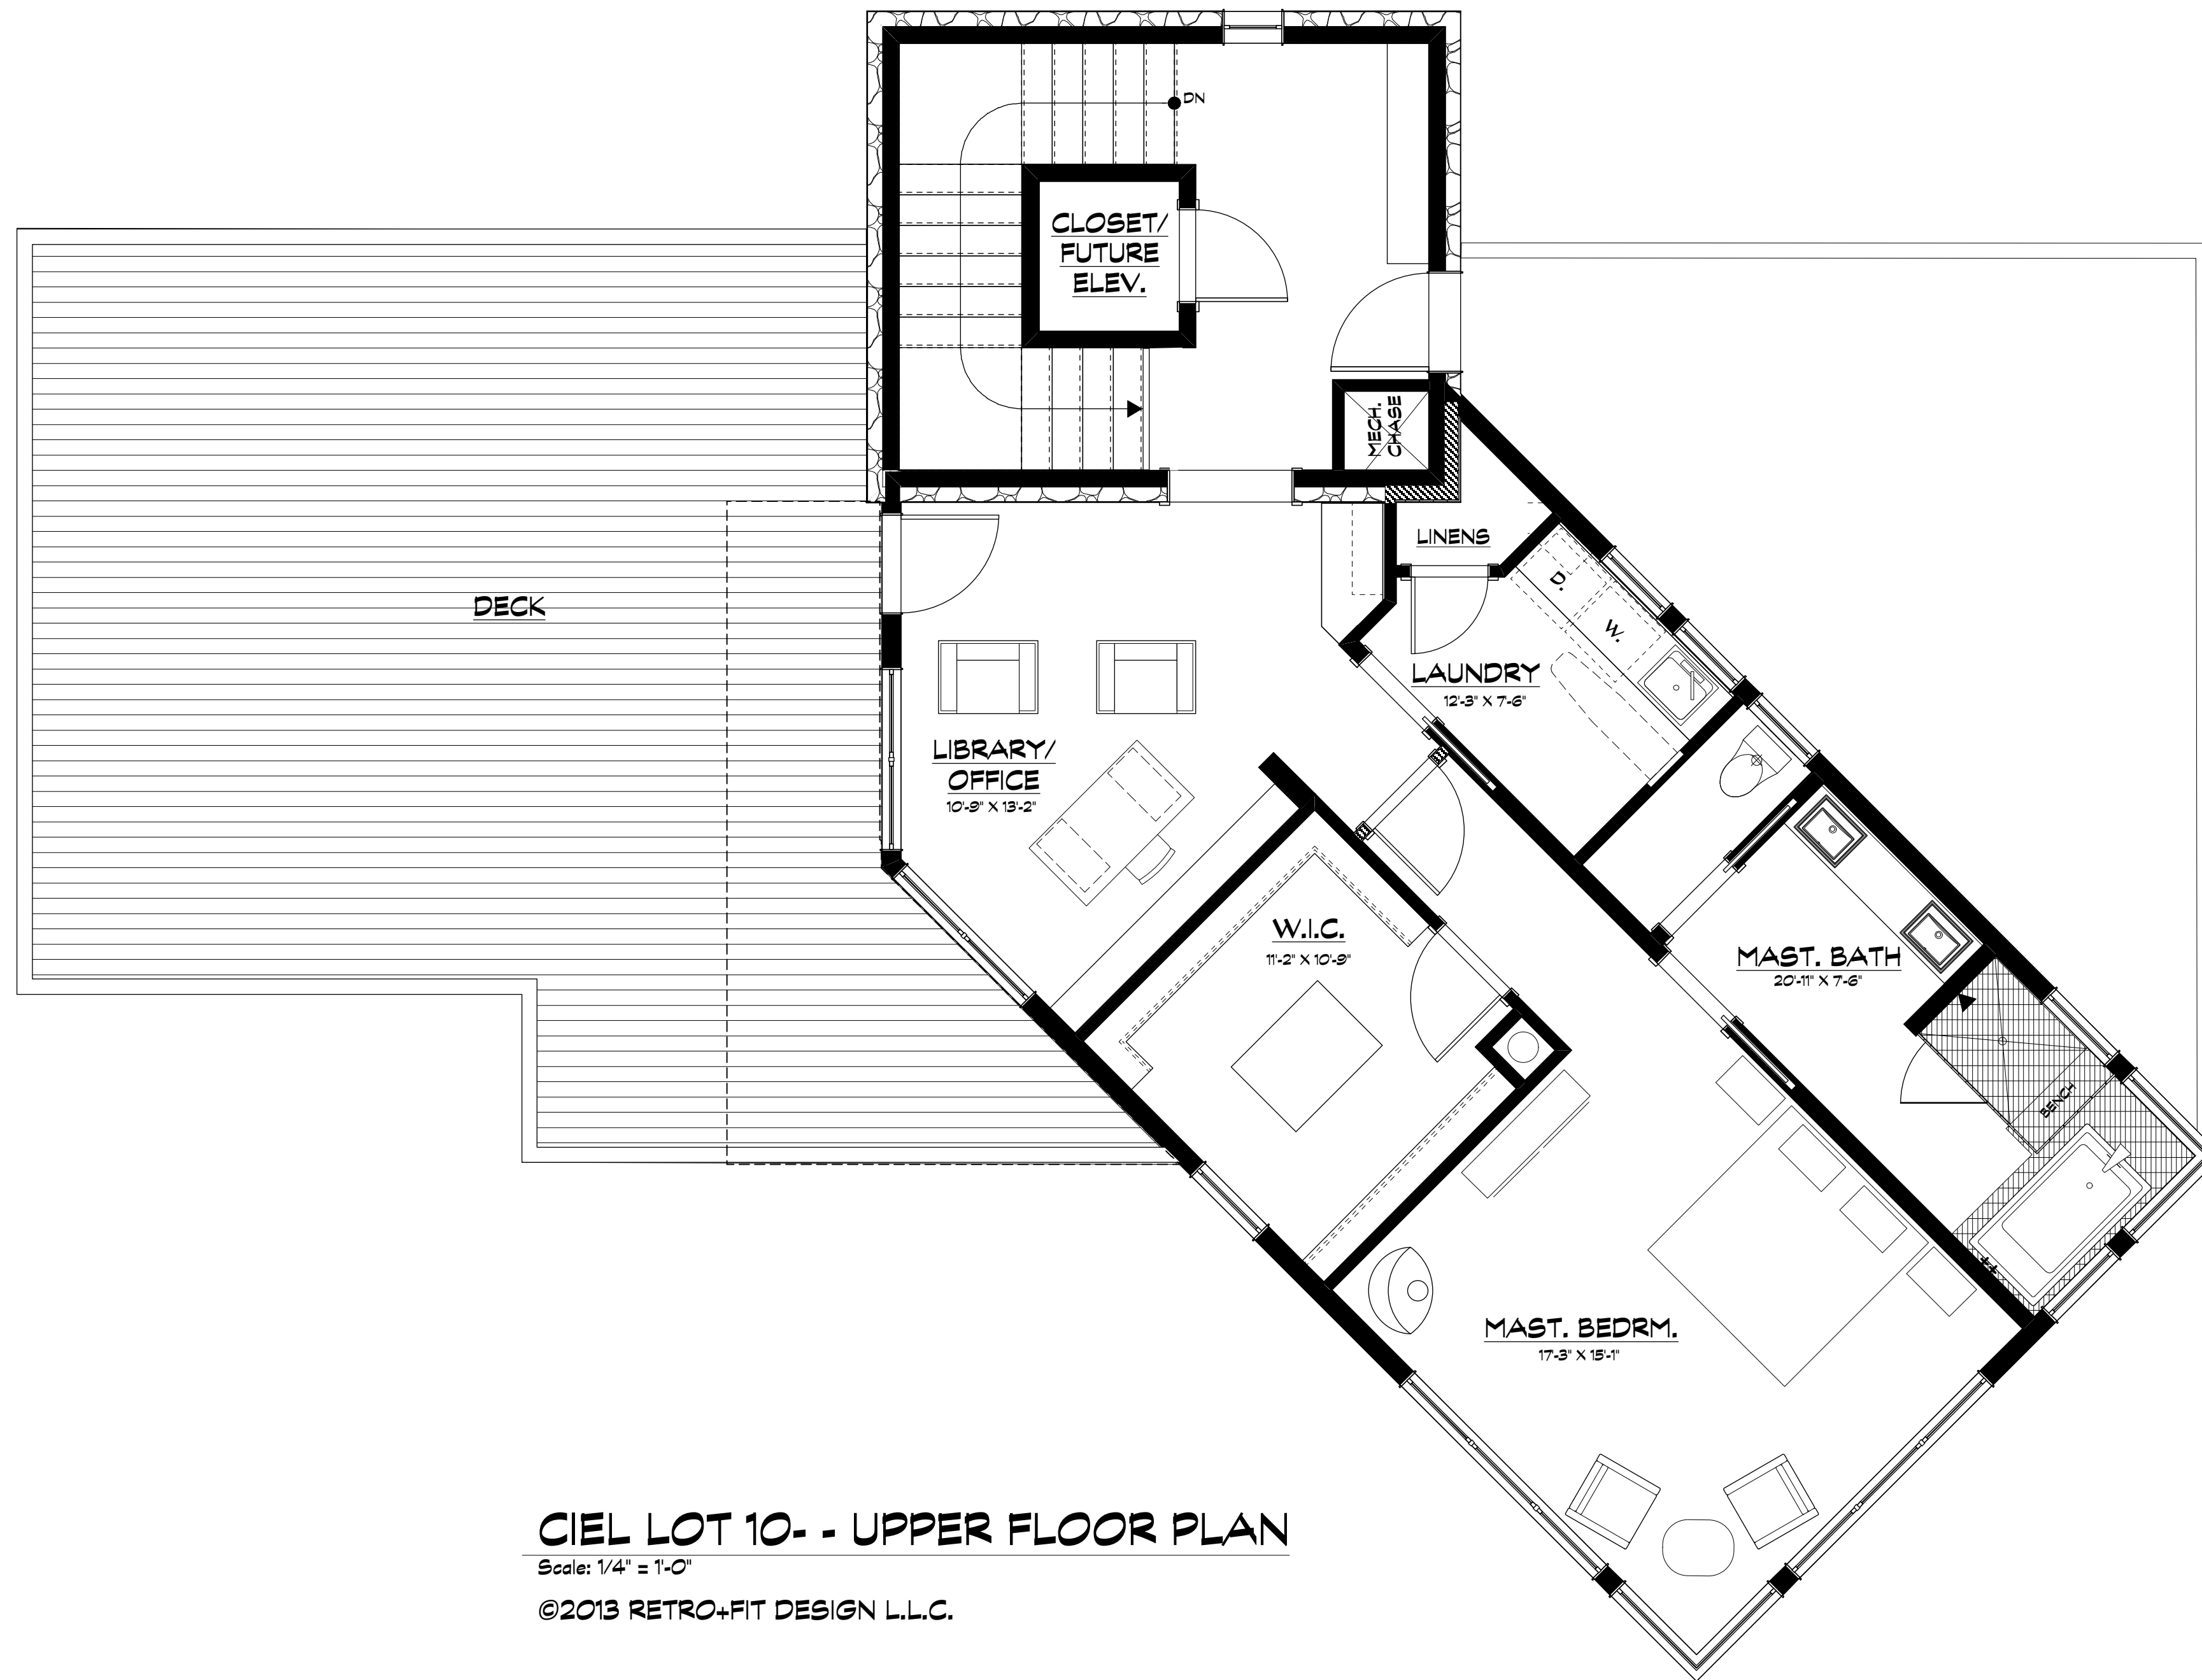 DN
CLOSET/
FUTURE
ELEV.
MECH.
CHASE
LINENS
D.
W.
DECK
LAUNDRY
12'-3" X 7'-6"
LIBRARY/
OFFICE
10'-9" X 13'-2"
W.I.C.
11'-2" X 10'-9"
MAST. BATH
20'-11" X 7'-6"
BENCH
MAST. BEDRM.
17'-3" X 15'-1"
CIEL LOT 10- - UPPER FLOOR PLAN
Scale: 1/4" = 1'-0"
©2013 RETRO+FIT DESIGN L.L.C.